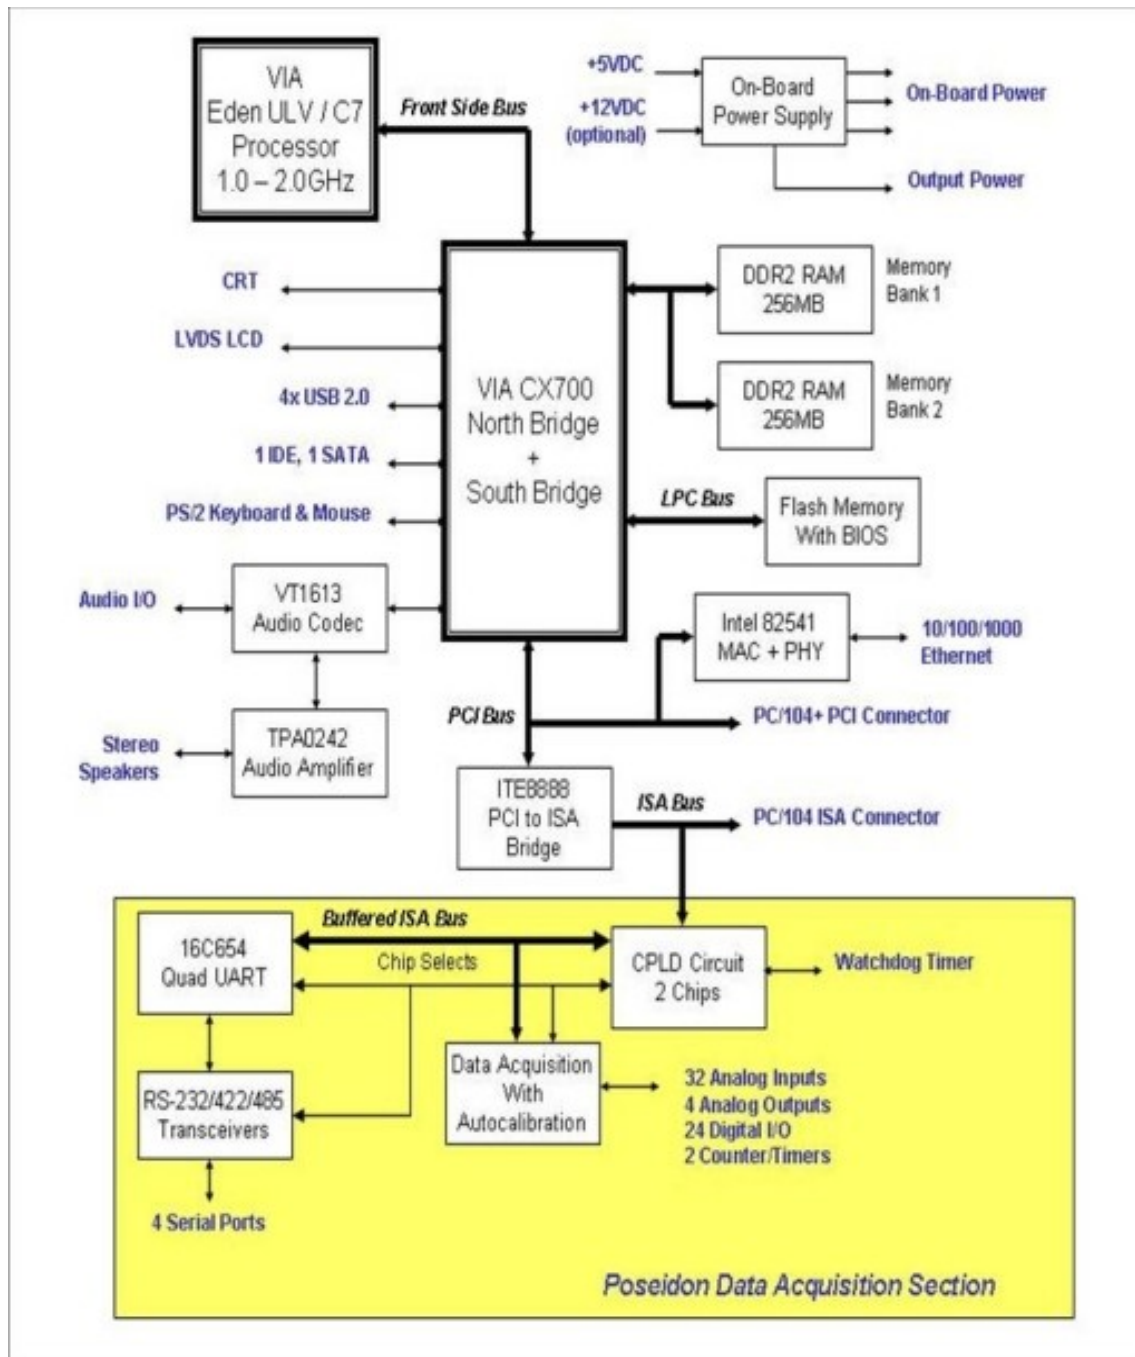 VIA
Eden ULV / C7
Processor
1.0 – 2.0GHz
Front Side Bus
+5VDC
+12VDC
(optional)
On-Board
Power Supply
On-Board Power
Output Power
CRT
LVDS LCD
4x USB 2.0
1 IDE, 1 SATA
PS/2 Keyboard & Mouse
VIA CX700
North Bridge
+
South Bridge
DDR2 RAM
256MB
Memory
Bank 1
DDR2 RAM
256MB
Memory
Bank 2
LPC Bus
Flash Memory
With BIOS
Audio I/O
VT1613
Audio Codec
Intel 82541
MAC + PHY
10/100/1000
Ethernet
PCI Bus
PC/104+ PCI Connector
Stereo
Speakers
TPA0242
Audio Amplifier
ITE8888
PCI to ISA
Bridge
ISA Bus
PC/104 ISA Connector
Buffered ISA Bus
16C654
Quad UART
Chip Selects
CPLD Circuit
2 Chips
Watchdog Timer
Data Acquisition
With
Autocalibration
32 Analog Inputs
4 Analog Outputs
24 Digital I/O
2 Counter/Timers
RS-232/422/485
Transceivers
4 Serial Ports
Poseidon Data Acquisition Section